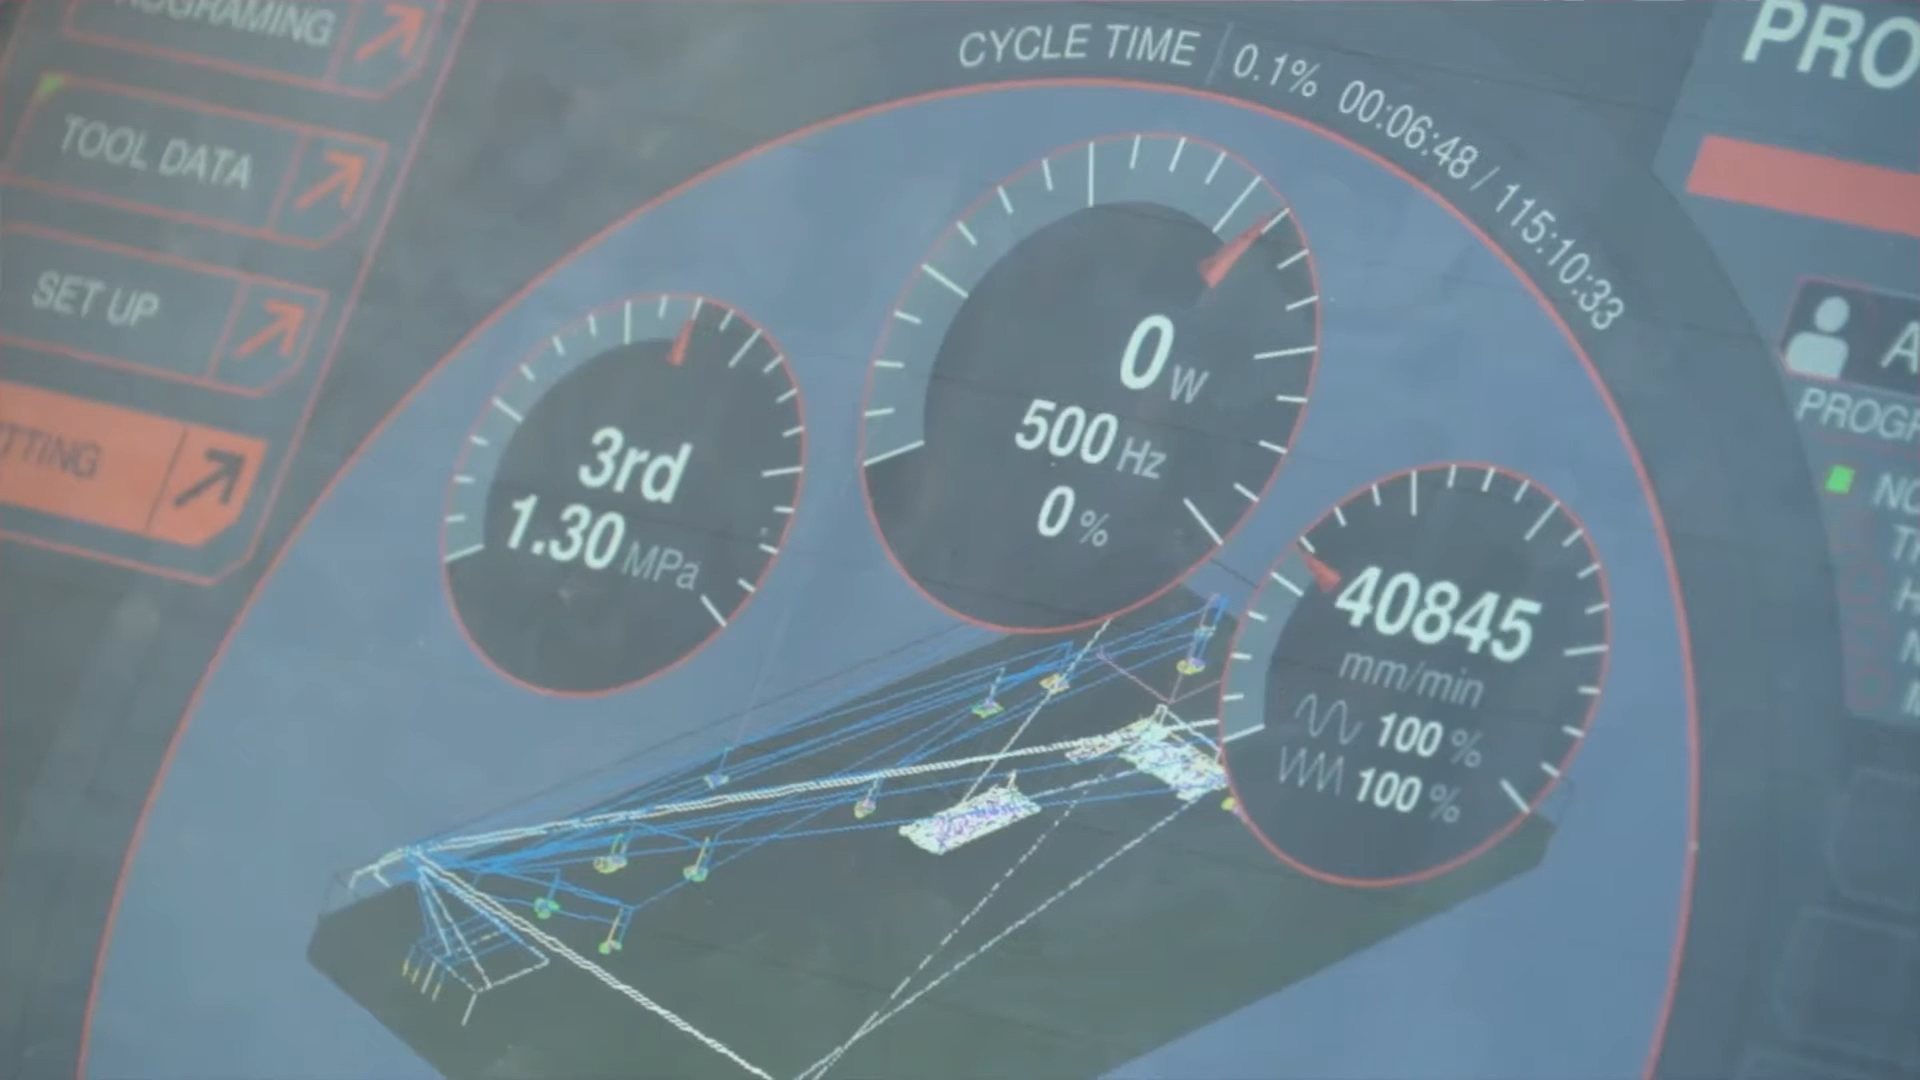 TOOL DATA
SET UP
CYCLE TIME 0.1% 00:06:48 / 115:10:33
3rd
1.30 MPa
0 W
500 Hz
0 %
40845
mm/min
100 %
100 %